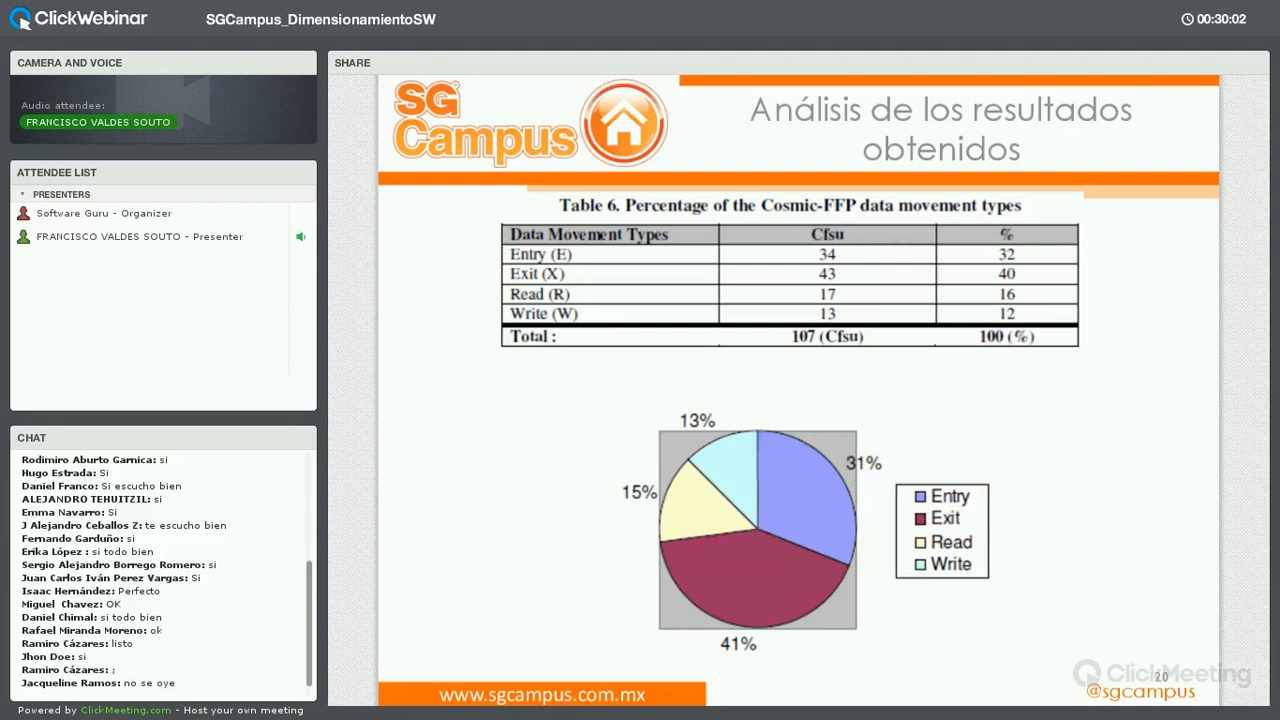 ClickWebinar
SGCampus_DimensionamientoSW
00:30:02
CAMERA AND VOICE
Audio attendee:
FRANCISCO VALDES SOUTO
ATTENDEE LIST
PRESENTERS
Software Guru - Organizer
FRANCISCO VALDES SOUTO - Presenter
CHAT
Rodimiro Aburto Garnica: si
Hugo Estrada: Si
Daniel Franco: Si escucho bien
ALEJANDRO TEHUITZIL: si
Emma Navarro: Si
J Alejandro Ceballos Z: te escucho bien
Fernando Garduño: si
Erika López : si todo bien
Sergio Alejandro Borrego Romero: si
Juan Carlos Iván Perez Vargas: Si
Isaac Hernández: Perfecto
Miguel Chavez: OK
Daniel Chimal: si todo bien
Rafael Miranda Moreno: ok
Ramiro Cázares: listo
Jhon Doe: si
Ramiro Cázares: ;
Jacqueline Ramos: no se oye
Powered by ClickMeeting.com - Host your own meeting
SHARE
SG
Campus
Análisis de los resultados
obtenidos
Table 6. Percentage of the Cosmic-FFP data movement types
Data Movement Types Cfsu %
Entry (E) 34 32
Exit (X) 43 40
Read (R) 17 16
Write (W) 13 12
Total : 107 (Cfsu) 100 (%)
13%
31%
15%
41%
Entry
Exit
Read
Write
ClickMeeting
20
www.sgcampus.com.mx
@sgcampus